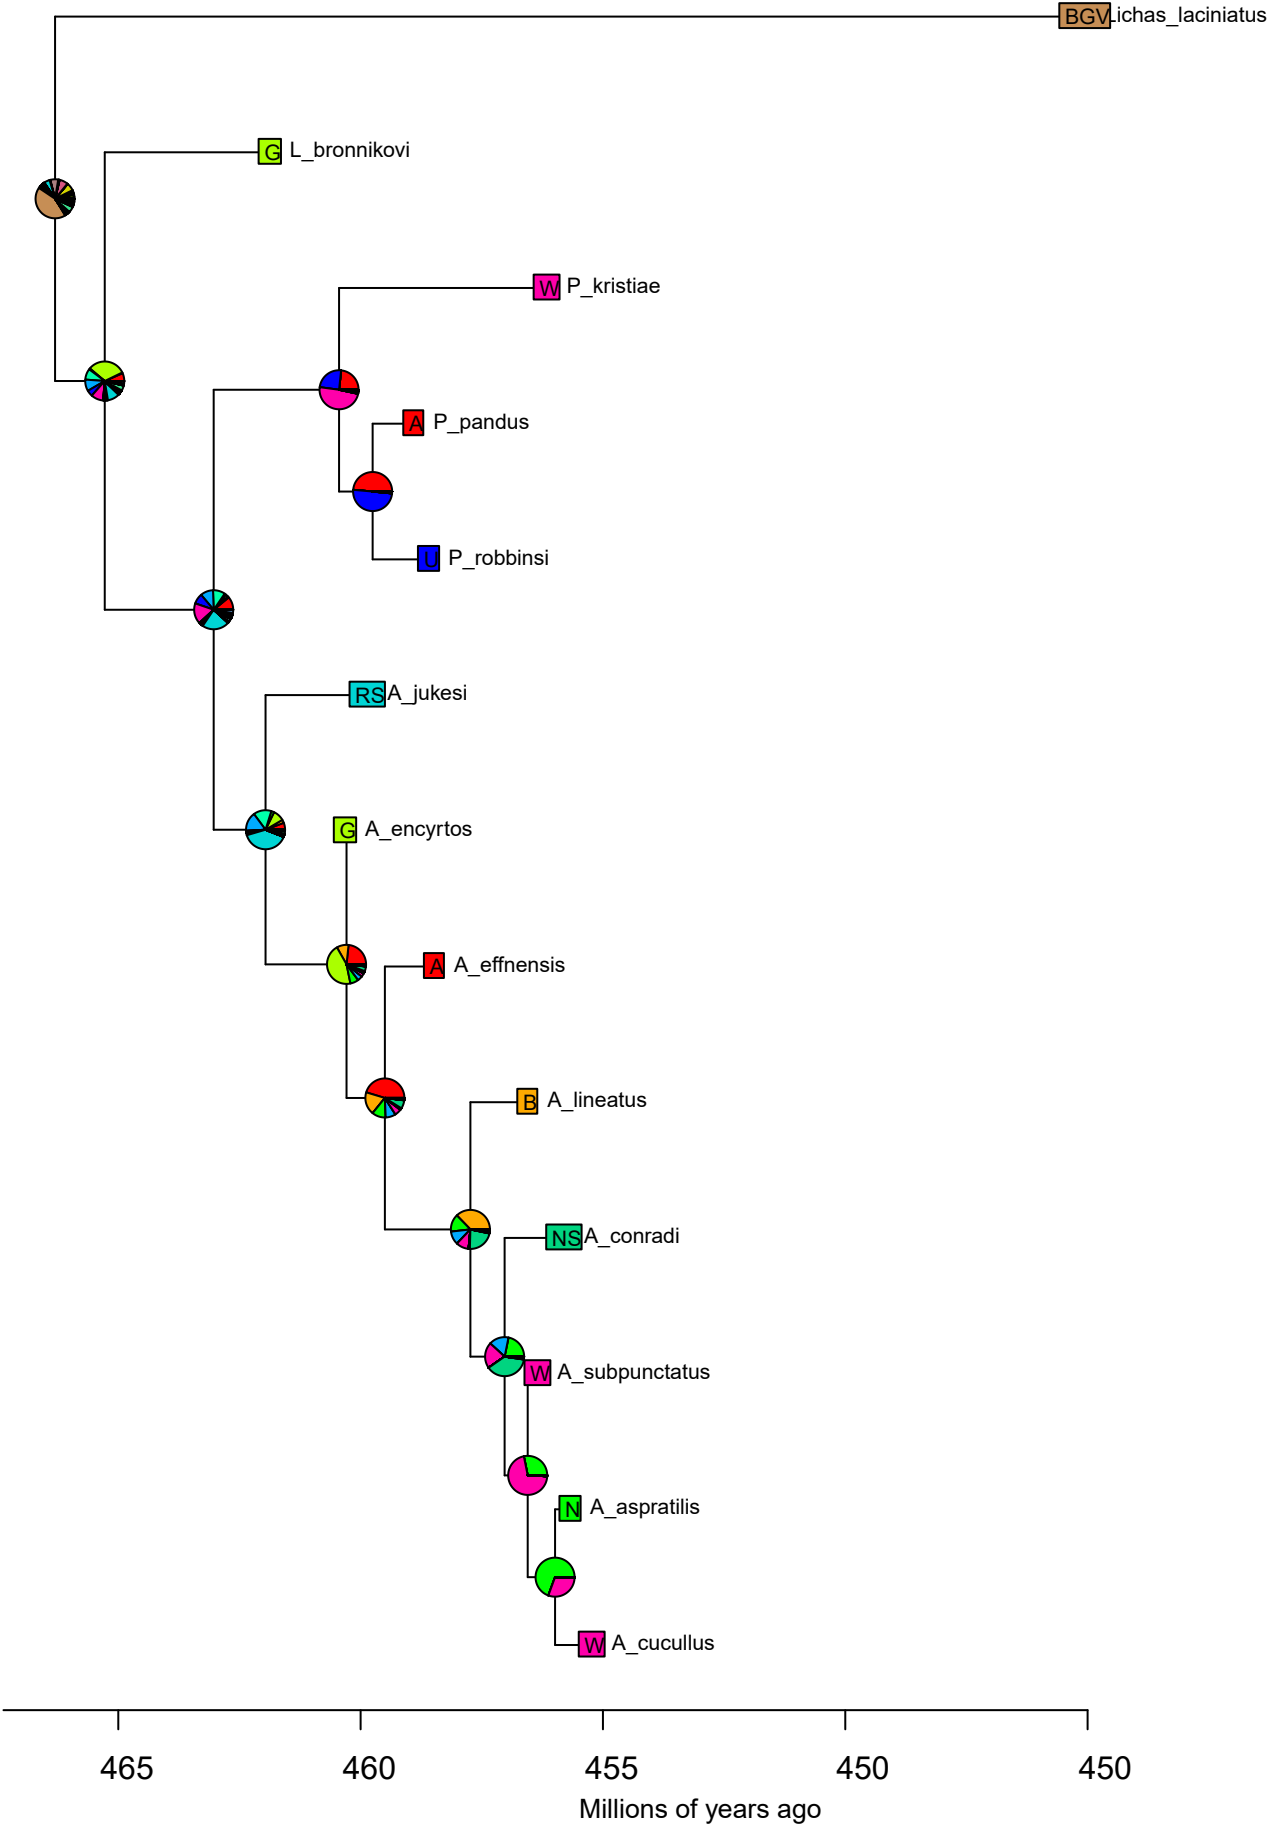 BGV Lichas_laciniatus
G L_bronnikovi
W P_kristiae
A P_pandus
U P_robbinsi
RS A_jukesi
G A_encyrtos
A A_effnensis
B A_lineatus
NS A_conradi
W A_subpunctatus
N A_aspratilis
W A_cucullus
465 460 455 450 450
Millions of years ago